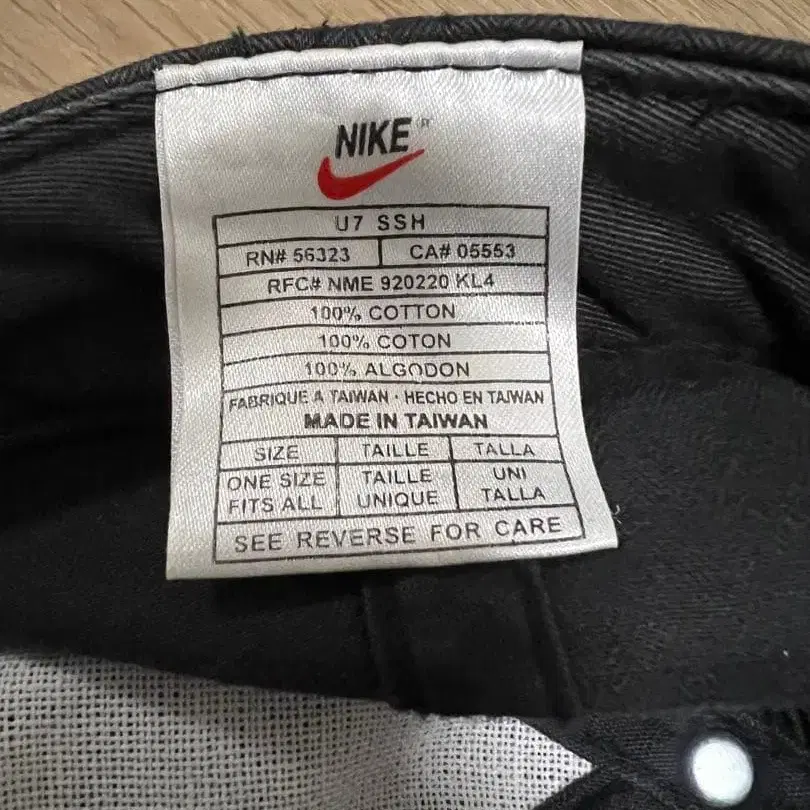 NIKE®
U7 SSH
RN# 56323 CA# 05553
RFC# NME 920220 KL4
100% COTTON
100% COTON
100% ALGODON
FABRIQUE A TAIWAN · HECHO EN TAIWAN
MADE IN TAIWAN
SIZE TAILLE TALLA
ONE SIZE TAILLE UNI
FITS ALL UNIQUE TALLA
SEE REVERSE FOR CARE